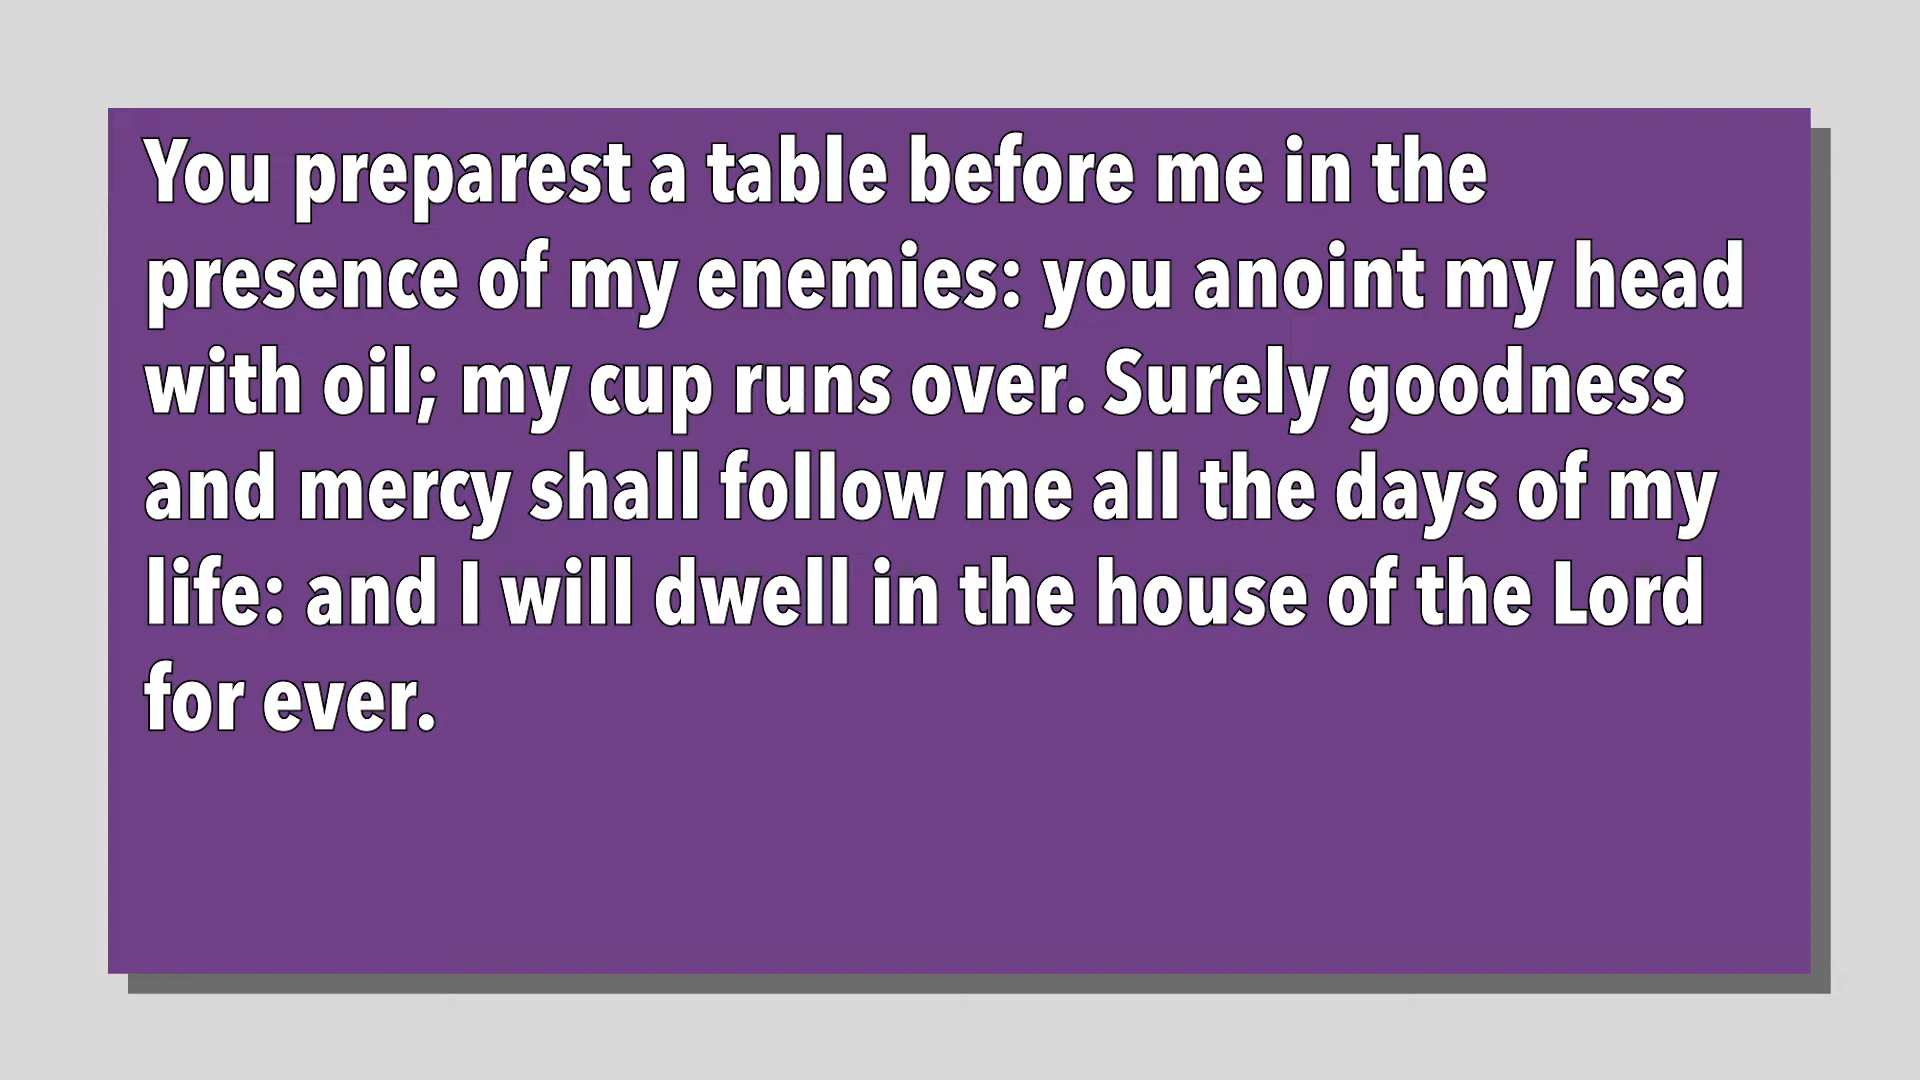 You preparest a table before me in the
presence of my enemies: you anoint my head
with oil; my cup runs over. Surely goodness
and mercy shall follow me all the days of my
life: and I will dwell in the house of the Lord
for ever.